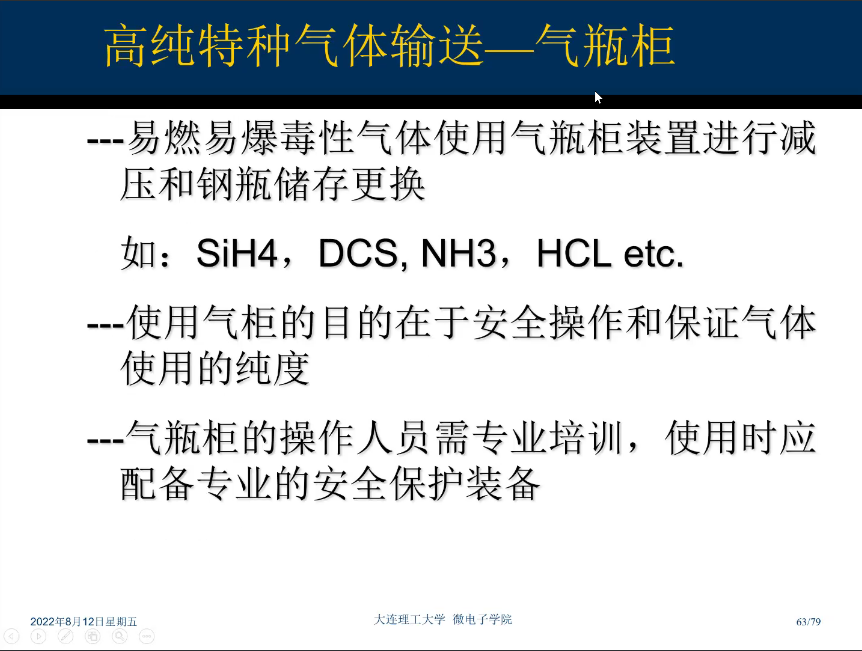 高纯特种气体输送—气瓶柜
---易燃易爆毒性气体使用气瓶柜装置进行减
压和钢瓶储存更换
如：SiH4，DCS, NH3，HCL etc.
---使用气柜的目的在于安全操作和保证气体
使用的纯度
---气瓶柜的操作人员需专业培训，使用时应
配备专业的安全保护装备
2022年8月12日星期五
大连理工大学 微电子学院
63/79